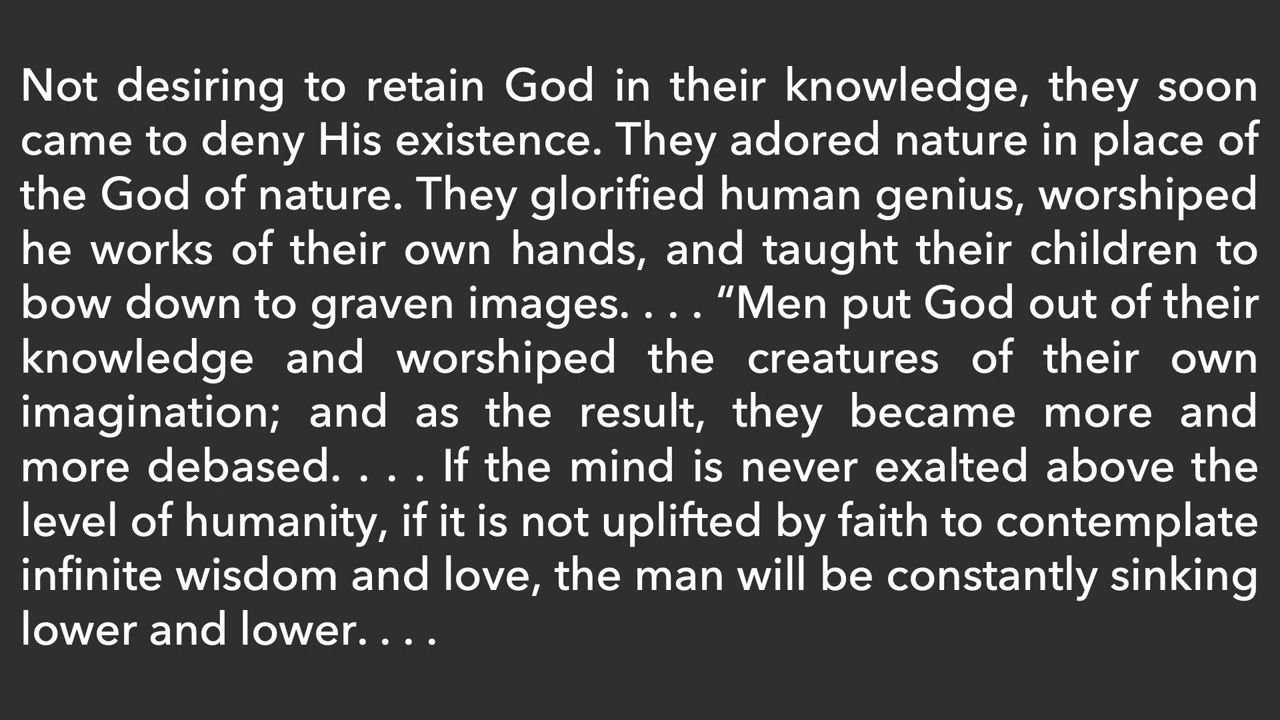 Not desiring to retain God in their knowledge, they soon
came to deny His existence. They adored nature in place of
the God of nature. They glorified human genius, worshiped
he works of their own hands, and taught their children to
bow down to graven images. . . . “Men put God out of their
knowledge and worshiped the creatures of their own
imagination; and as the result, they became more and
more debased. . . . If the mind is never exalted above the
level of humanity, if it is not uplifted by faith to contemplate
infinite wisdom and love, the man will be constantly sinking
lower and lower. . . .